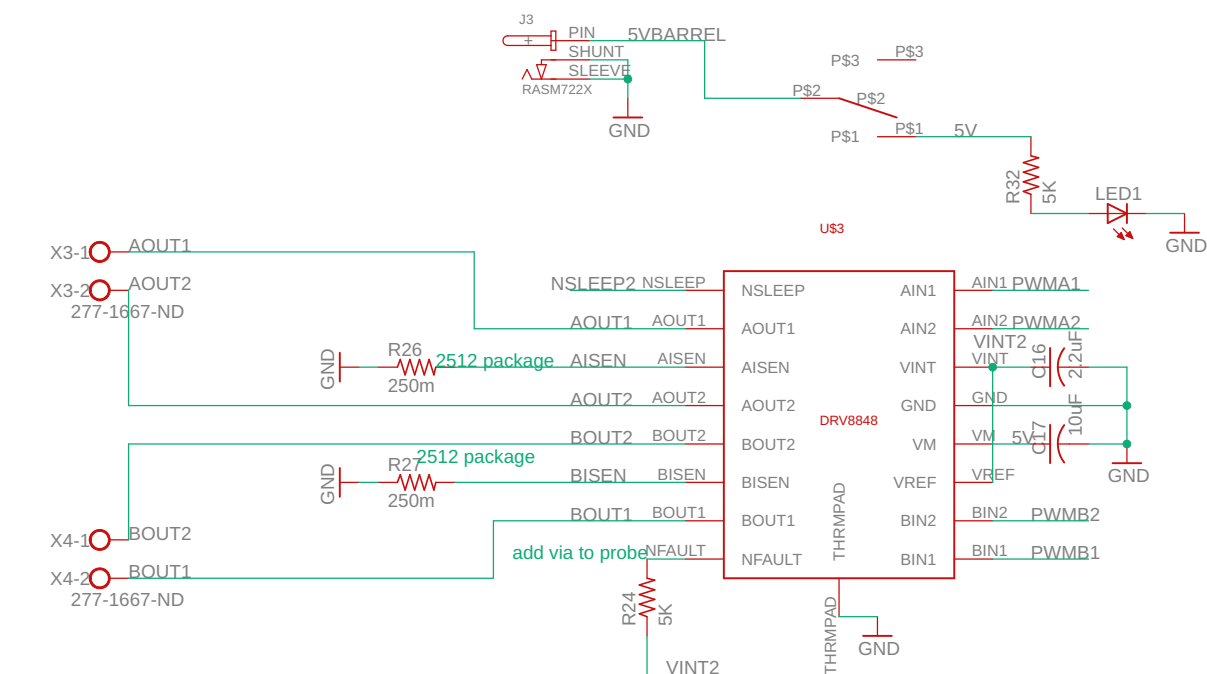 J3
PIN
5VBARREL
SHUNT
SLEEVE
+
RASM722X
GND
P$3
P$3
P$2
P$2
P$1
P$1
5V
R32
5K
LED1
GND
U$3
X3-1
AOUT1
X3-2
AOUT2
277-1667-ND
NSLEEP2
NSLEEP
NSLEEP
AIN1
AIN1
PWMA1
AOUT1
AOUT1
AOUT1
AIN2
AIN2
PWMA2
GND
R26
250m
2512 package
AISEN
AISEN
AISEN
VINT
VINT2
VINT
C16
2.2uF
AOUT2
AOUT2
AOUT2
GND
GND
DRV8848
BOUT2
BOUT2
BOUT2
VM
VM
5V
C17
10uF
GND
GND
R27
250m
2512 package
BISEN
BISEN
BISEN
VREF
VREF
BOUT1
BOUT1
BOUT1
BIN2
BIN2
PWMB2
X4-1
BOUT2
X4-2
BOUT1
277-1667-ND
add via to probe
NFAULT
NFAULT
THRMPAD
BIN1
BIN1
PWMB1
R24
5K
VINT2
THRMPAD
GND